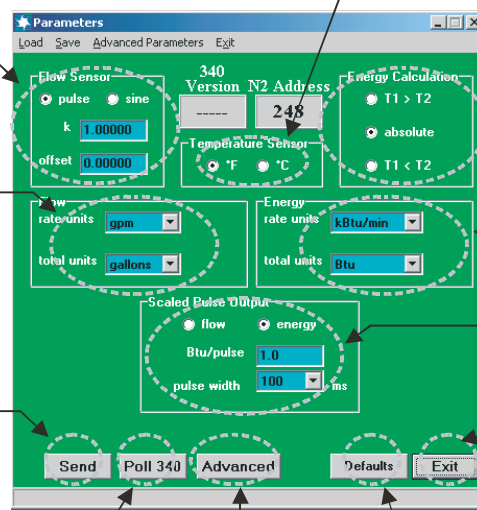 Parameters
Load Save Advanced Parameters Exit
Flow Sensor
pulse sine
k 1.00000
offset 0.00000
340
Version
-----
N2 Address
248
Temperature Sensor
°F °C
Energy Calculation
T1 > T2
absolute
T1 < T2
Flow
rate units gpm
total units gallons
Energy
rate units kBtu/min
total units Btu
Scaled Pulse Output
flow energy
Btu/pulse 1.0
pulse width 100 ms
Send Poll 340 Advanced Defaults Exit